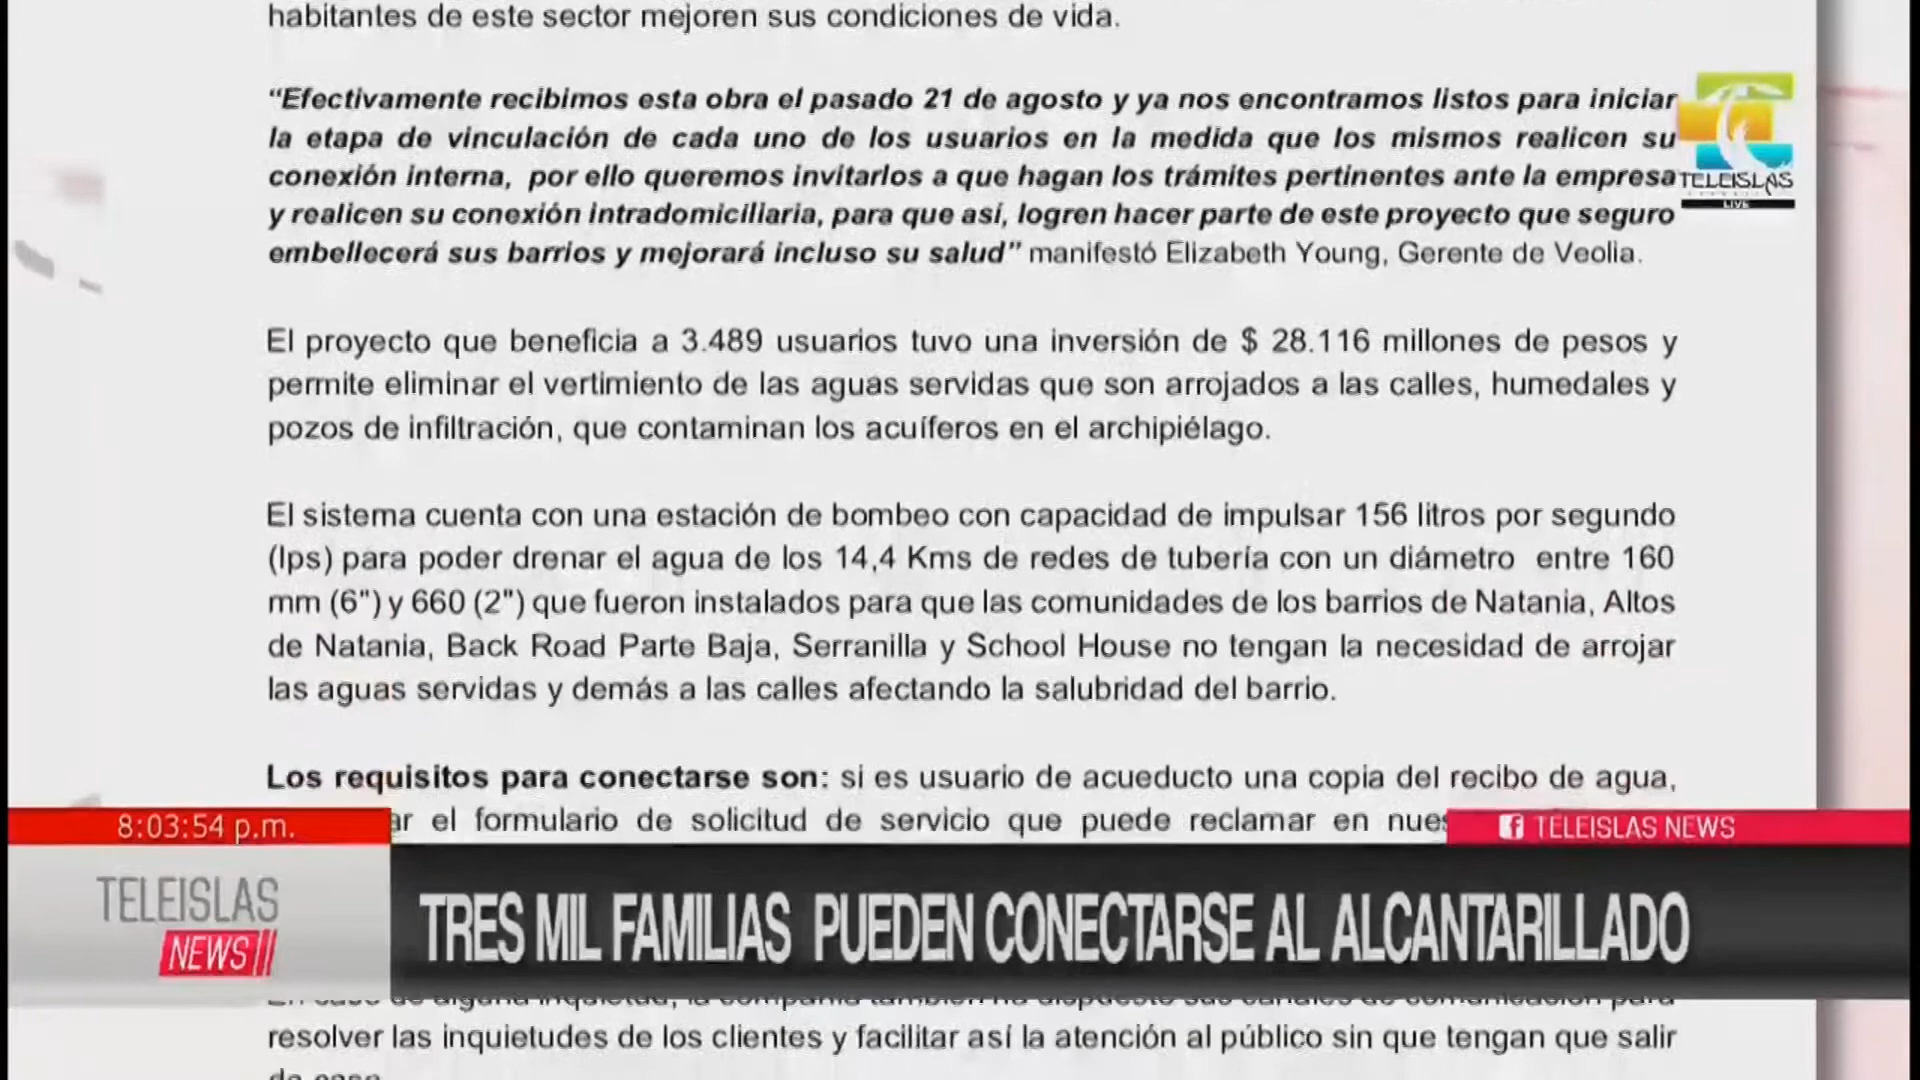 habitantes de este sector mejoren sus condiciones de vida.
“Efectivamente recibimos esta obra el pasado 21 de agosto y ya nos encontramos listos para iniciar
la etapa de vinculación de cada uno de los usuarios en la medida que los mismos realicen su
conexión interna, por ello queremos invitarlos a que hagan los trámites pertinentes ante la empresa
y realicen su conexión intradomiciliaria, para que así, logren hacer parte de este proyecto que seguro
embellecerá sus barrios y mejorará incluso su salud” manifestó Elizabeth Young, Gerente de Veolia.
TELEISLAS
LIVE
El proyecto que beneficia a 3.489 usuarios tuvo una inversión de $ 28.116 millones de pesos y
permite eliminar el vertimiento de las aguas servidas que son arrojados a las calles, humedales y
pozos de infiltración, que contaminan los acuíferos en el archipiélago.
El sistema cuenta con una estación de bombeo con capacidad de impulsar 156 litros por segundo
(lps) para poder drenar el agua de los 14,4 Kms de redes de tubería con un diámetro entre 160
mm (6") y 660 (2") que fueron instalados para que las comunidades de los barrios de Natania, Altos
de Natania, Back Road Parte Baja, Serranilla y School House no tengan la necesidad de arrojar
las aguas servidas y demás a las calles afectando la salubridad del barrio.
Los requisitos para conectarse son: si es usuario de acueducto una copia del recibo de agua,
el formulario de solicitud de servicio que puede reclamar en
8:03:54 p.m.
TELEISLAS NEWS
TELEISLAS
NEWS
TRES MIL FAMILIAS PUEDEN CONECTARSE AL ALCANTARILLADO
resolver las inquietudes de los clientes y facilitar así la atención al público sin que tengan que salir